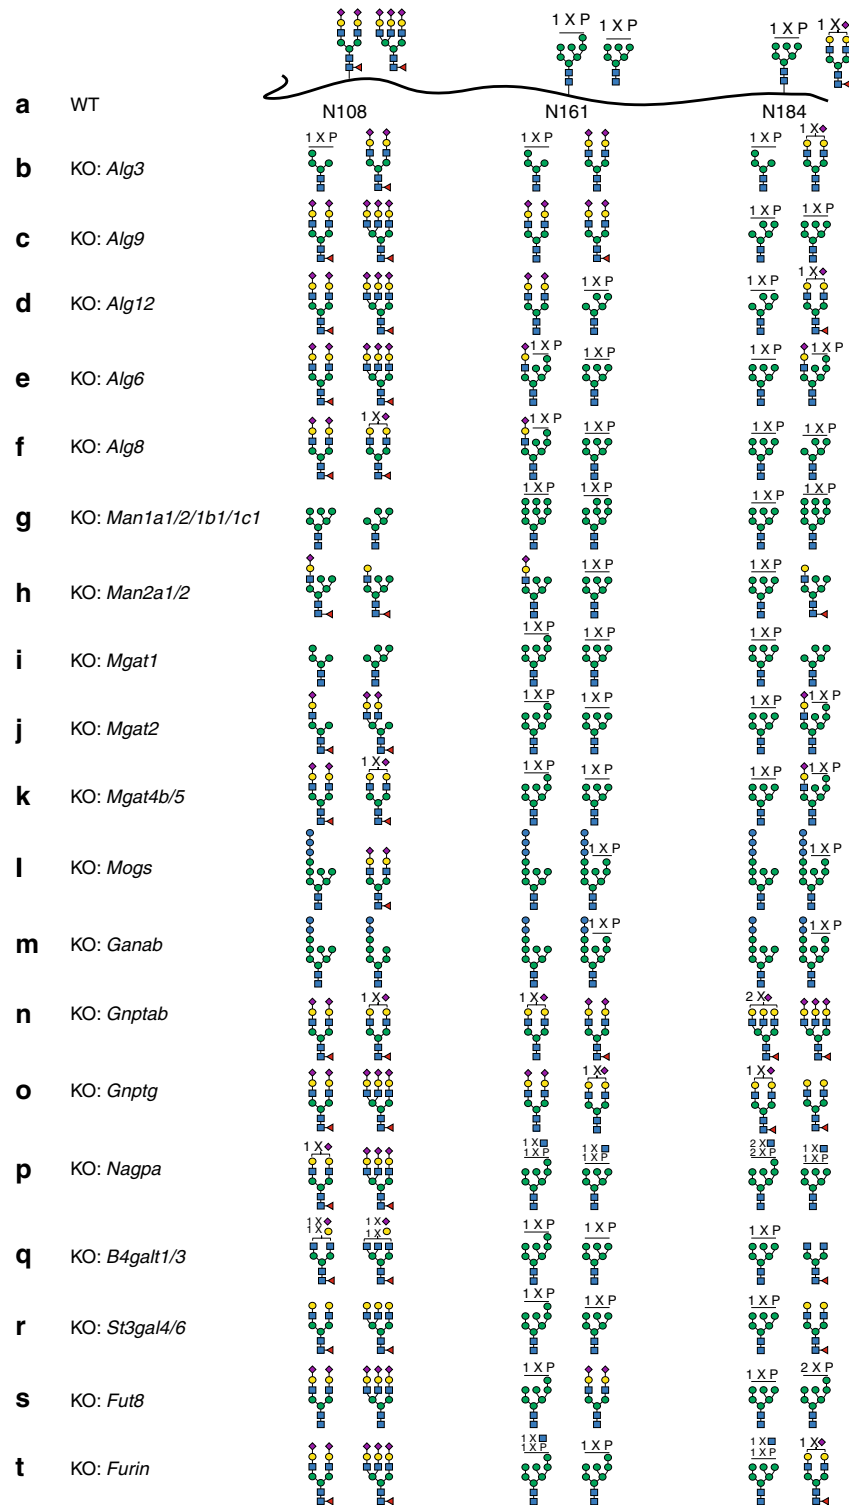 1 X P 1 X P 1 X P 1 X
a WT N108 N161 N184
1 X P 1 X P 1 X P 1 X
b KO: Alg3
1 X P 1 X P
c KO: Alg9
1 X P 1 X P 1 X
d KO: Alg12
1 X P 1 X P 1 X P 1 X P
e KO: Alg6
1 X 1 X P 1 X P 1 X P 1 X P
f KO: Alg8
1 X P 1 X P 1 X P 1 X P
g KO: Man1a1/2/1b1/1c1
1 X P 1 X P
h KO: Man2a1/2
1 X P 1 X P 1 X P
i KO: Mgat1
1 X P 1 X P 1 X P 1 X P
j KO: Mgat2
1 X 1 X P 1 X P 1 X P 1 X P
k KO: Mgat4b/5
1 X P 1 X P
l KO: Mogs
1 X P 1 X P
m KO: Ganab
1 X 1 X 2 X
n KO: Gnptab
1 X 1 X
o KO: Gnptg
1 X 1 X 1 X 2 X 1 X
1 X P 1 X P 2 X P 1 X P
p KO: Nagpa
1 X 1 X
1 X 1 X 1 X P 1 X P 1 X P
q KO: B4galt1/3
1 X P 1 X P 1 X P
r KO: St3gal4/6
1 X P 1 X P 2 X P
s KO: Fut8
1 X 1 X 1 X
1 X P 1 X P 1 X P
t KO: Furin